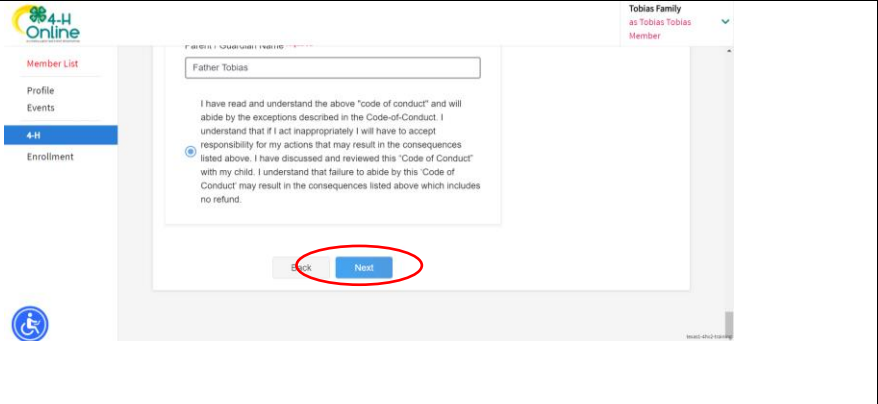 4-H
Online
Tobias Family
as Tobias Tobias
Member
Member List
Profile
Events
4-H
Enrollment
Parent / Guardian Name
Father Tobias
I have read and understand the above "code of conduct" and will
abide by the exceptions described in the Code-of-Conduct. I
understand that if I act inappropriately I will have to accept
responsibility for my actions that may result in the consequences
listed above. I have discussed and reviewed this "Code of Conduct"
with my child. I understand that failure to abide by this 'Code of
Conduct' may result in the consequences listed above which includes
no refund.
Back
Next